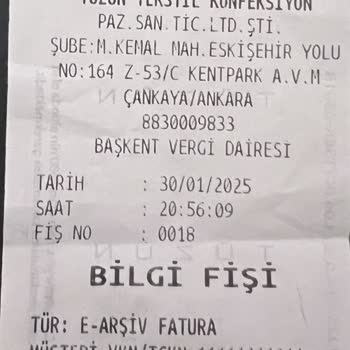 TEKSTİL KONFEKSİYON
PAZ.SAN.TİC.LTD.ŞTİ.
ŞUBE:M.KEMAL MAH.ESKİŞEHİR YOLU
NO:164 Z-53/C KENTPARK A.V.M
ÇANKAYA/ANKARA
8830009833
BAŞKENT VERGİ DAİRESİ
TARİH : 30/01/2025
SAAT : 20:56:09
FİŞ NO : 0018
BİLGİ FİŞİ
TÜR: E-ARŞİV FATURA